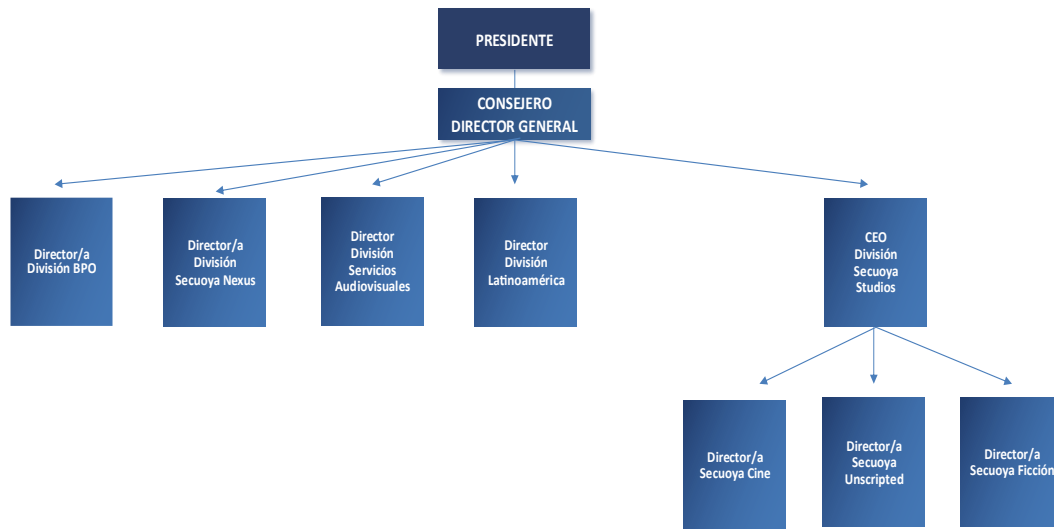 PRESIDENTE
CONSEJERO
DIRECTOR GENERAL
Director/a
División BPO
Director/a
División
Secuoya Nexus
Director
División
Servicios
Audiovisuales
Director
División
Latinoamérica
CEO
División
Secuoya
Studios
Director/a
Secuoya Cine
Director/a
Secuoya
Unscripted
Director/a
Secuoya Ficción